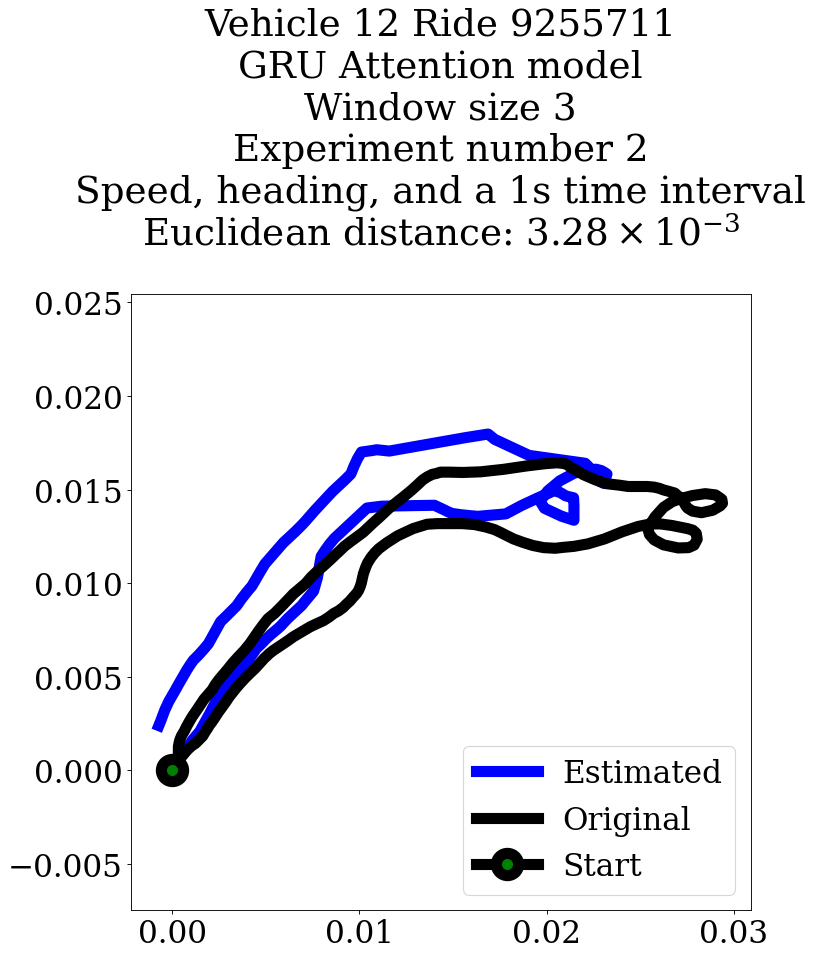 Vehicle 12 Ride 9255711
GRU Attention model
Window size 3
Experiment number 2
Speed, heading, and a 1s time interval
Euclidean distance: 3.28 × 10⁻³
0.025
0.020
0.015
0.010
0.005
0.000
−0.005
Estimated
Original
Start
0.00 0.01 0.02 0.03